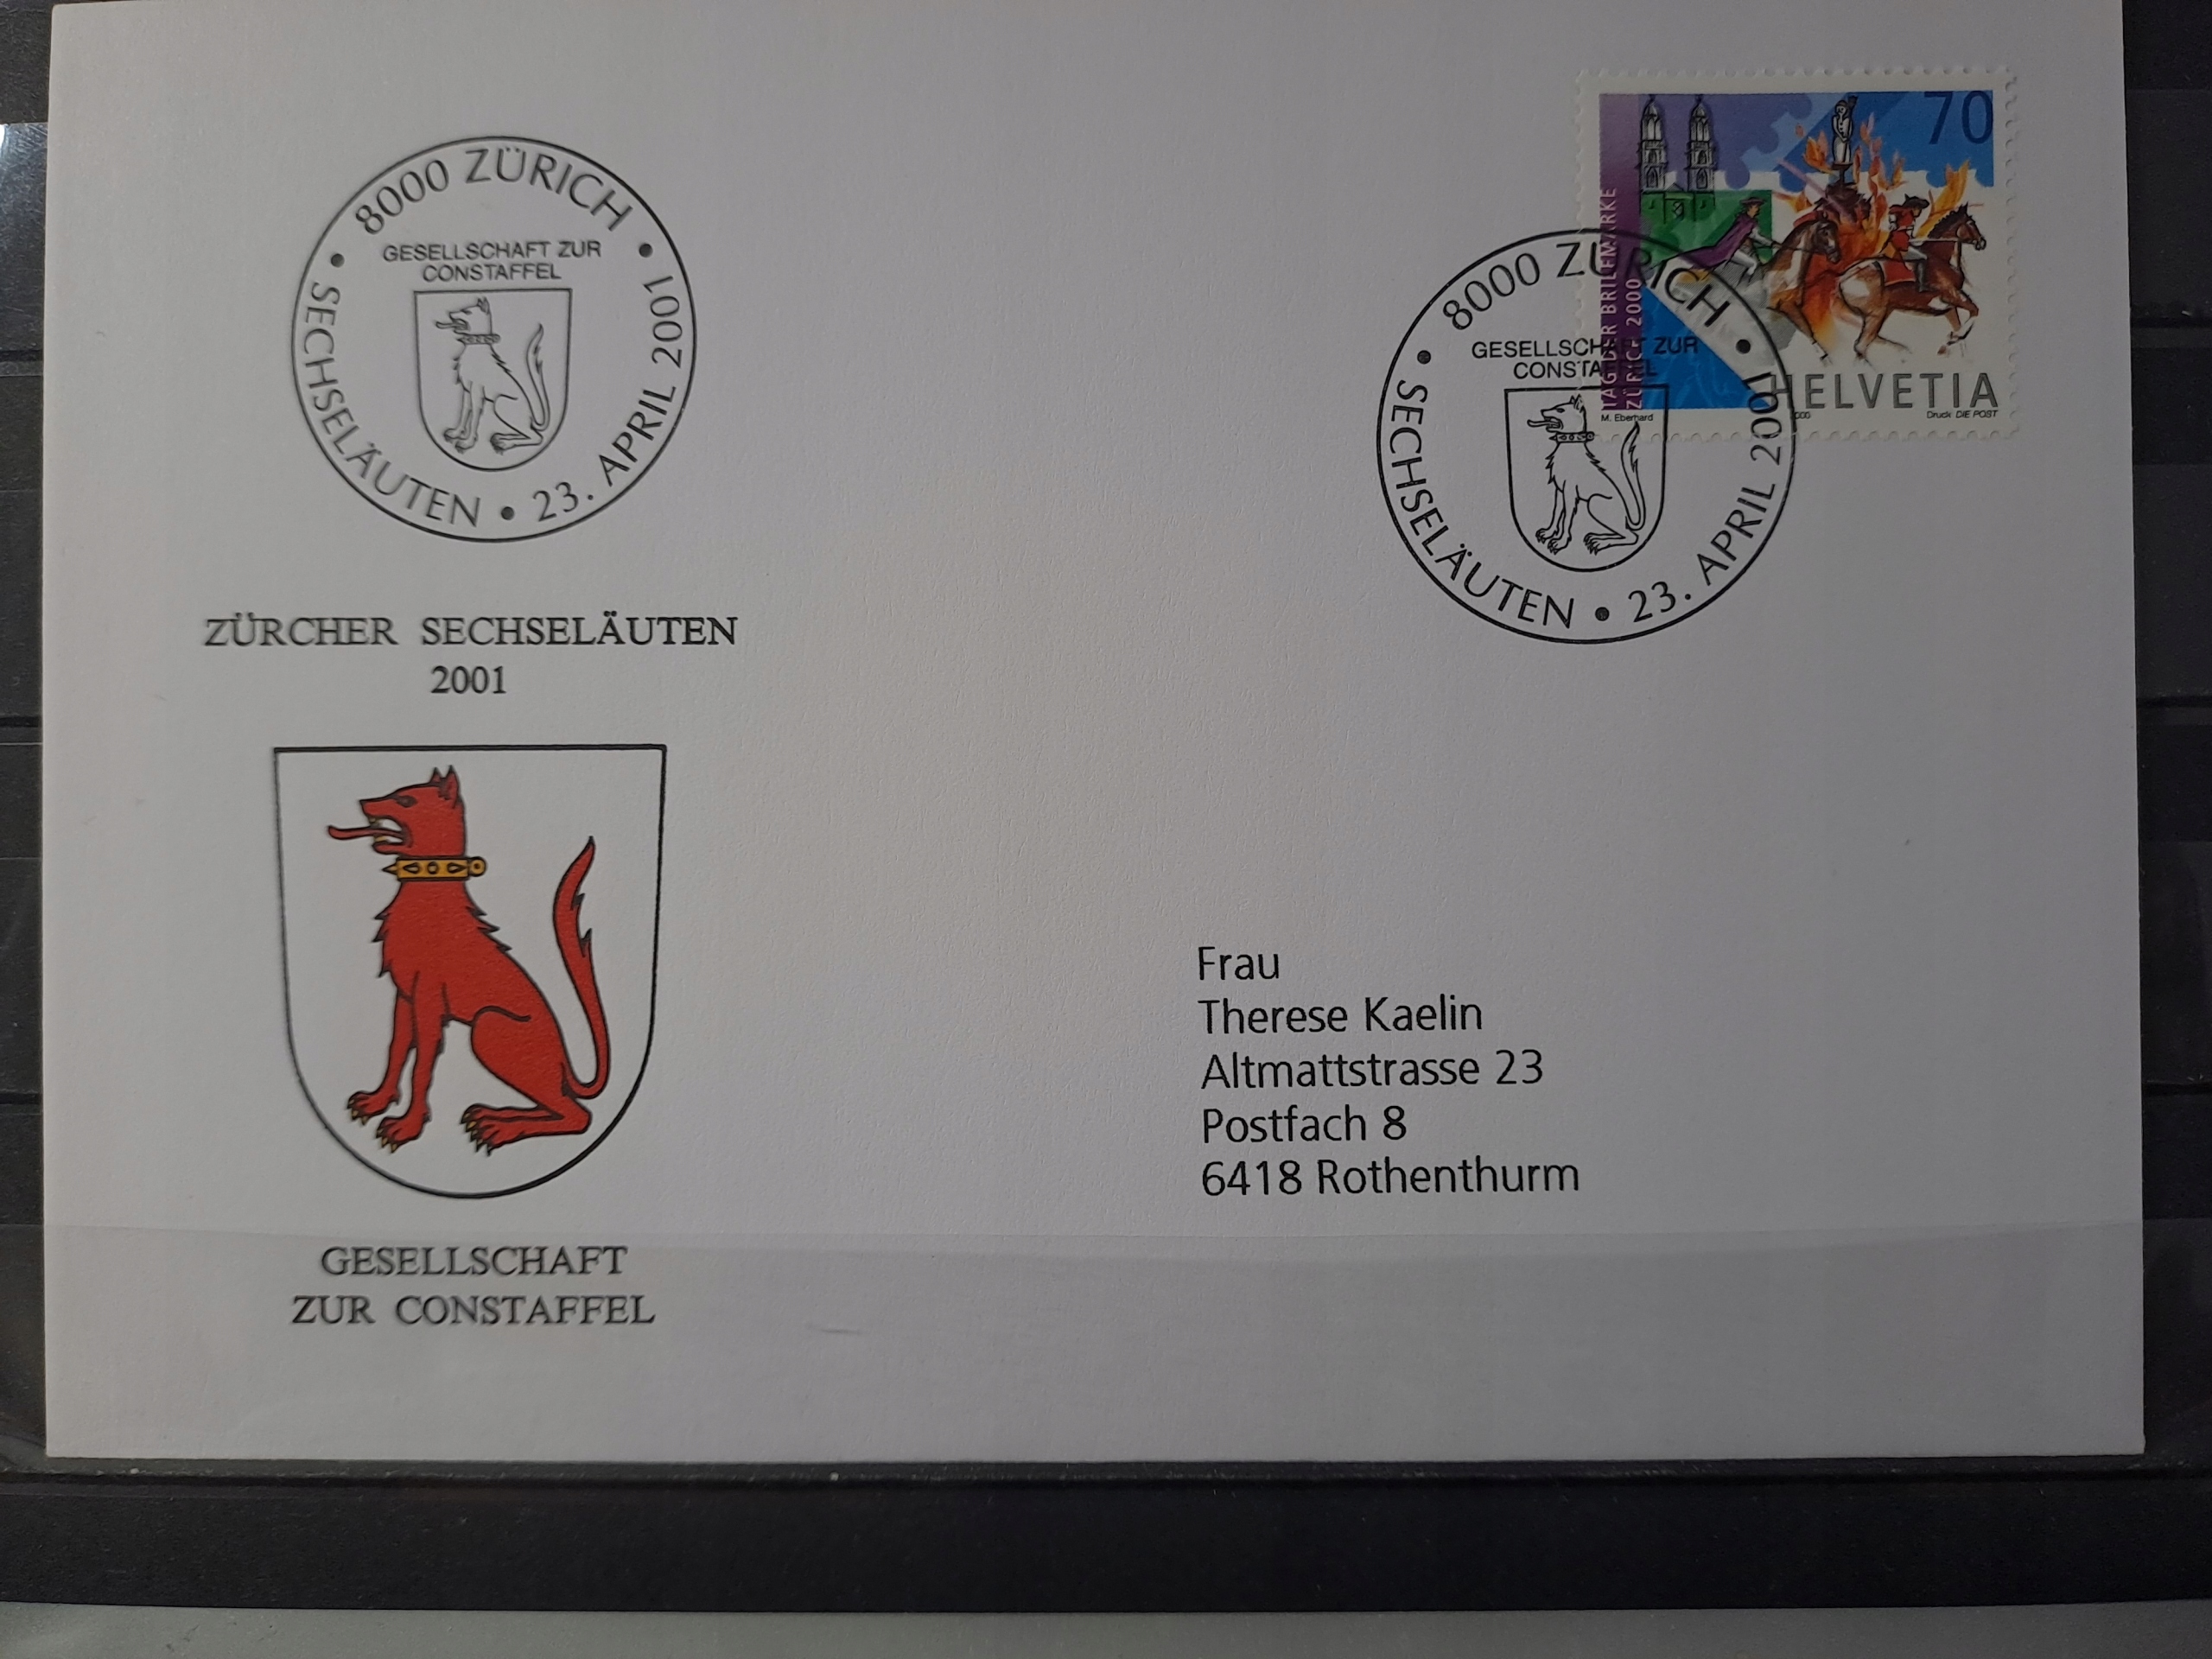 8000 ZÜRICH
GESELLSCHAFT ZUR
CONSTAFFEL
SECHSELÄUTEN • 23. APRIL 2001
ZÜRCHER SECHSELÄUTEN
2001
GESELLSCHAFT
ZUR CONSTAFFEL
70
TAG DER BRIEFMARKE
ZÜRICH 2000
HELVETIA
M. Eberhard
Druck DIE POST
8000 ZÜRICH
GESELLSCHAFT ZUR
CONSTAFFEL
SECHSELÄUTEN • 23. APRIL 2001
Frau
Therese Kaelin
Altmattstrasse 23
Postfach 8
6418 Rothenthurm